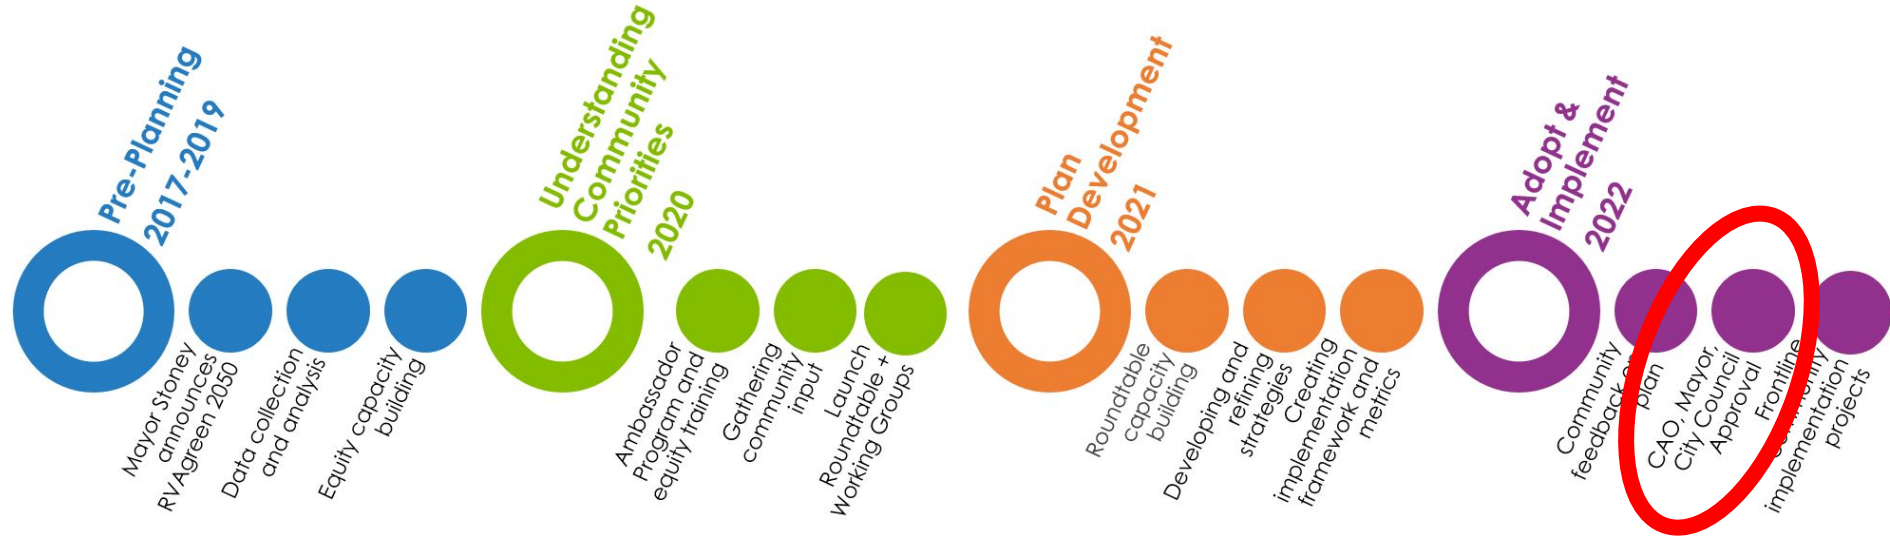 Pre-Planning
2017-2019
Mayor Stoney
announces
RVAgreen 2050
Data collection
and analysis
Equity capacity
building
Understanding
Community
Priorities
2020
Ambassador
Program and
equity training
Gathering
community
input
Launch
Roundtable +
Working Groups
Plan
Development
2021
Roundtable
capacity
building
Developing and
refining
strategies
Creating
implementation
framework and
metrics
Adopt &
Implement
2022
Community
feedback on
plan
CAO, Mayor,
City Council
Approval
Frontline
community
implementation
projects